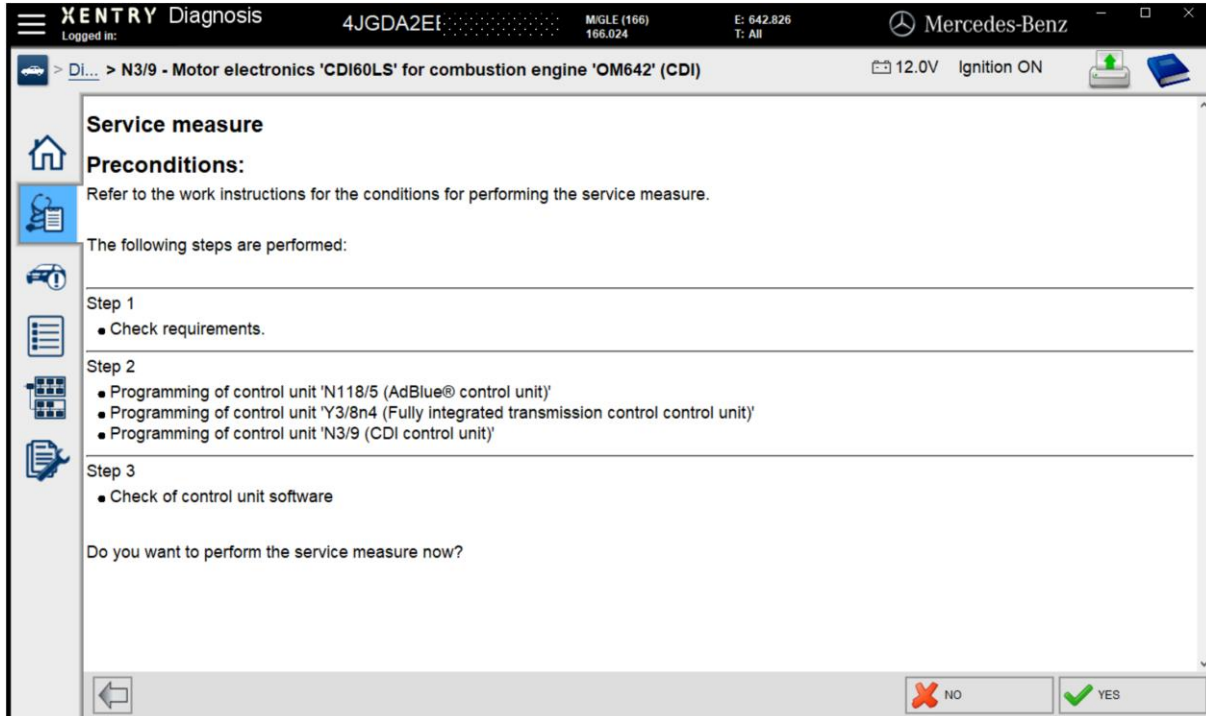 XENTRY Diagnosis
Logged in:
4JGDA2EE
M/GLE (166)
166.024
E: 642.826
T: All
Mercedes-Benz
> Di... > N3/9 - Motor electronics 'CDI60LS' for combustion engine 'OM642' (CDI)
12.0V Ignition ON
Service measure
Preconditions:
Refer to the work instructions for the conditions for performing the service measure.
The following steps are performed:
Step 1
• Check requirements.
Step 2
• Programming of control unit 'N118/5 (AdBlue® control unit)'
• Programming of control unit 'Y3/8n4 (Fully integrated transmission control control unit)'
• Programming of control unit 'N3/9 (CDI control unit)'
Step 3
• Check of control unit software
Do you want to perform the service measure now?
NO
YES